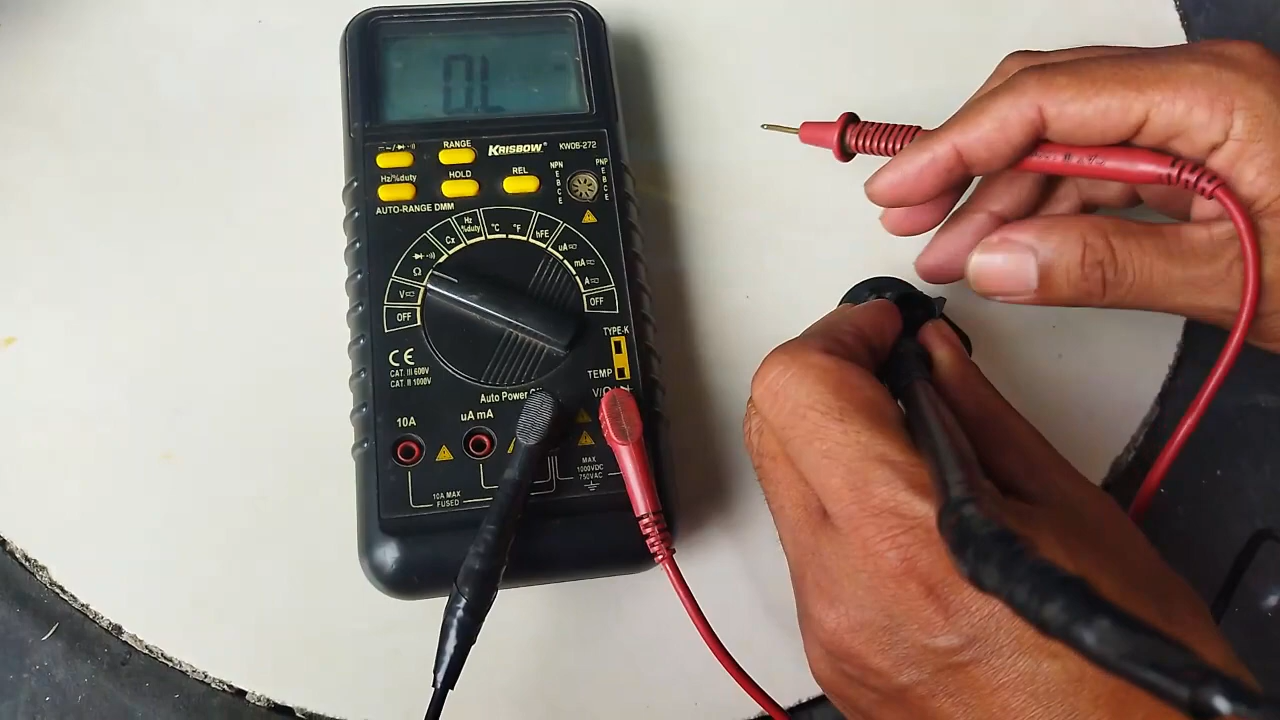 0.L
RANGE
Hz/%duty
HOLD
REL
KRISBOW®
KW06-272
NPN
E
B
C
E
PNP
E
B
C
E
AUTO-RANGE DMM
OFF
V
Ω
Cx
Hz
%duty
°C
°F
hFE
uA
mA
A
OFF
CE
CAT. III 600V
CAT. II 1000V
TYPE-K
TEMP
Auto Power
10A
uA mA
10A MAX
FUSED
MAX
1000VDC
750VAC